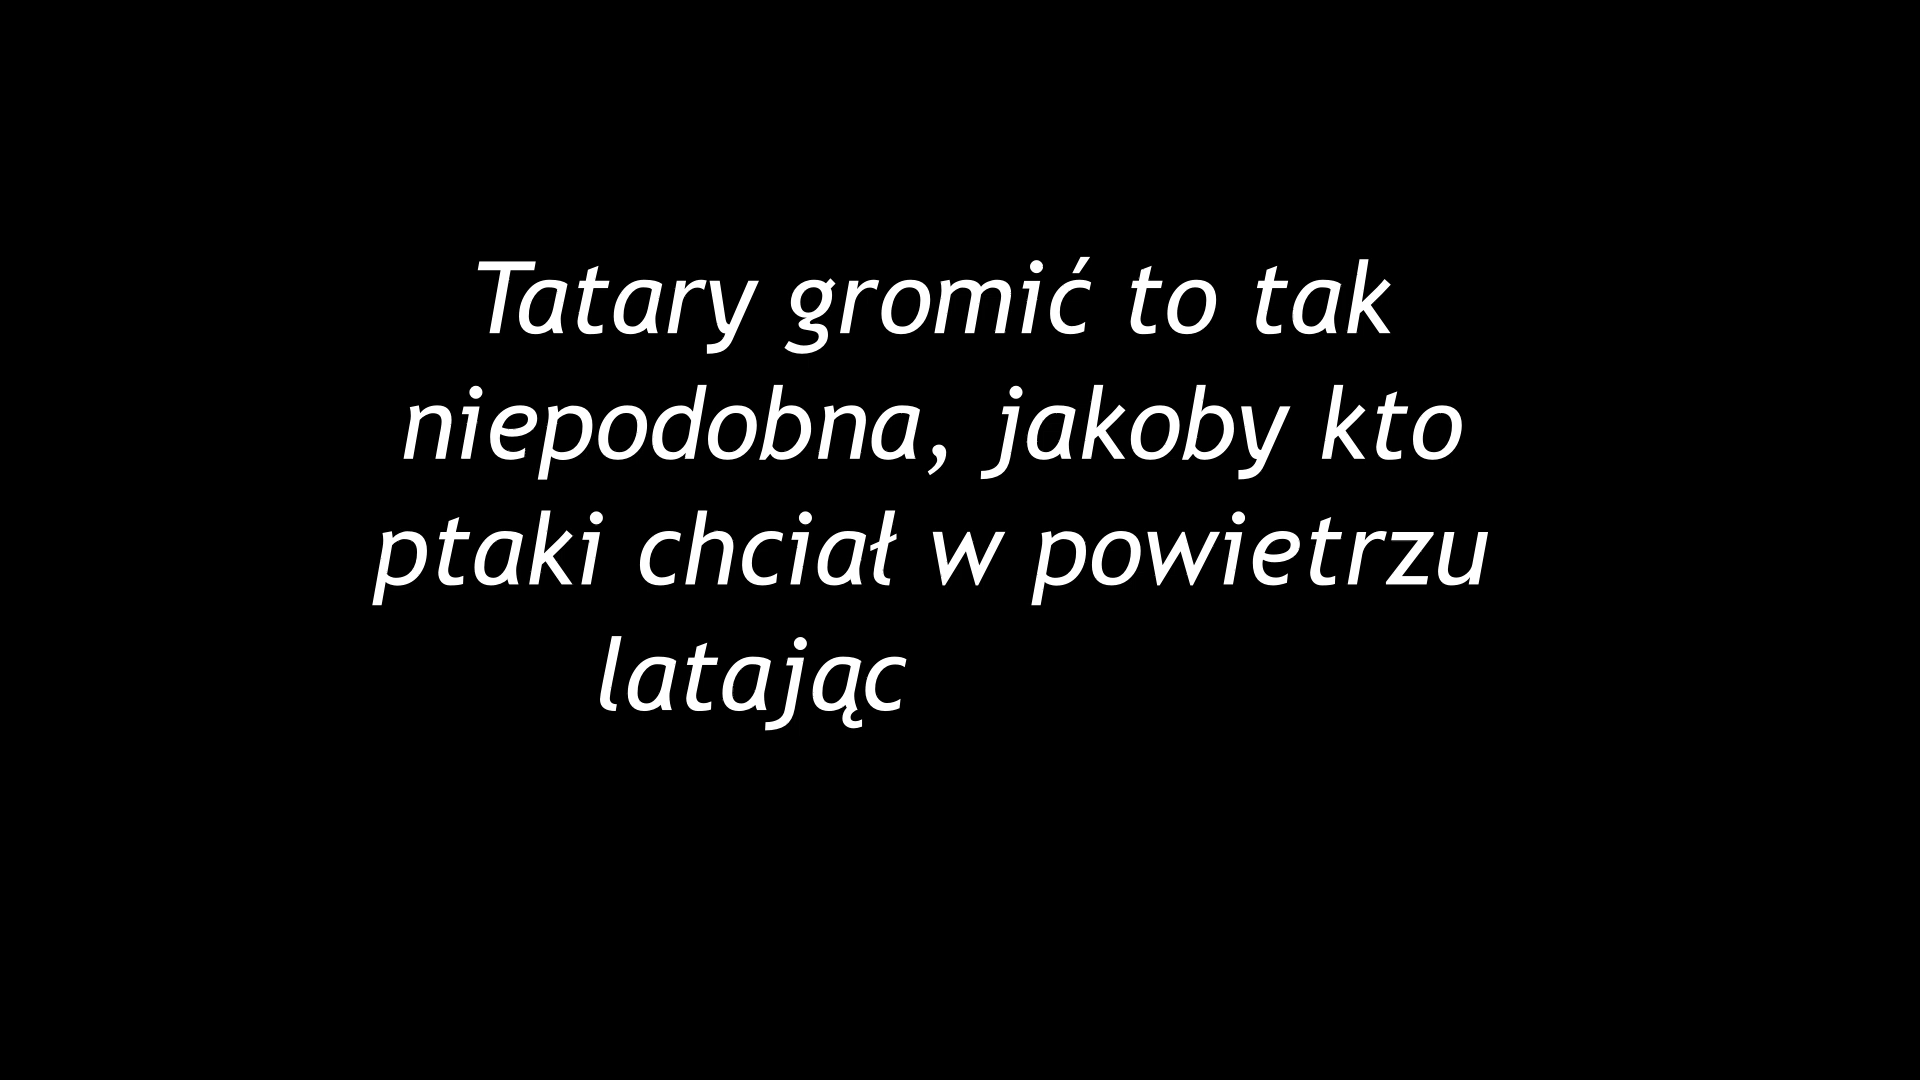 Tatary gromić to tak
niepodobna, jakoby kto
ptaki chciał w powietrzu
latając